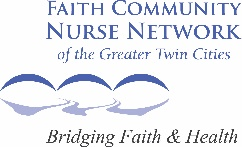 FAITH COMMUNITY
NURSE NETWORK
of the Greater Twin Cities
Bridging Faith & Health